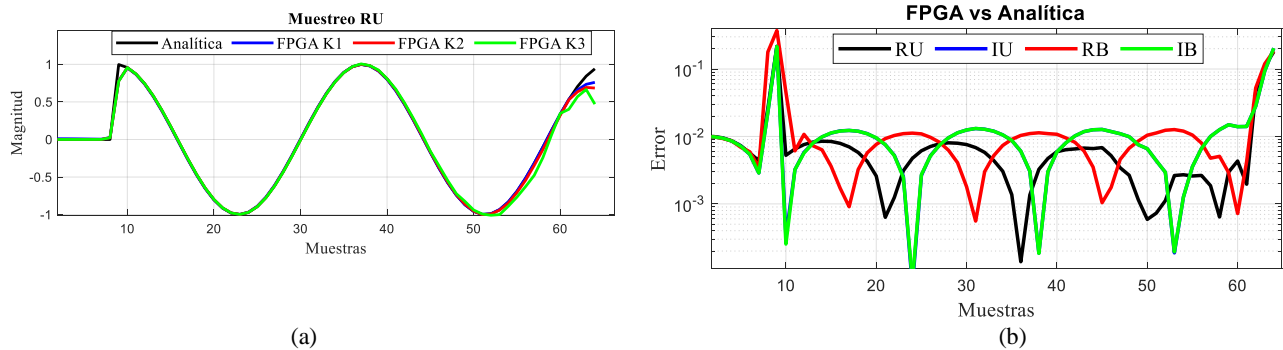 Muestreo RU
Analítica FPGA K1 FPGA K2 FPGA K3
1
0.5
0
-0.5
-1
Magnitud
10 20 30 40 50 60
Muestras
(a)
FPGA vs Analítica
RU IU RB IB
10-1
10-2
10-3
Error
10 20 30 40 50 60
Muestras
(b)